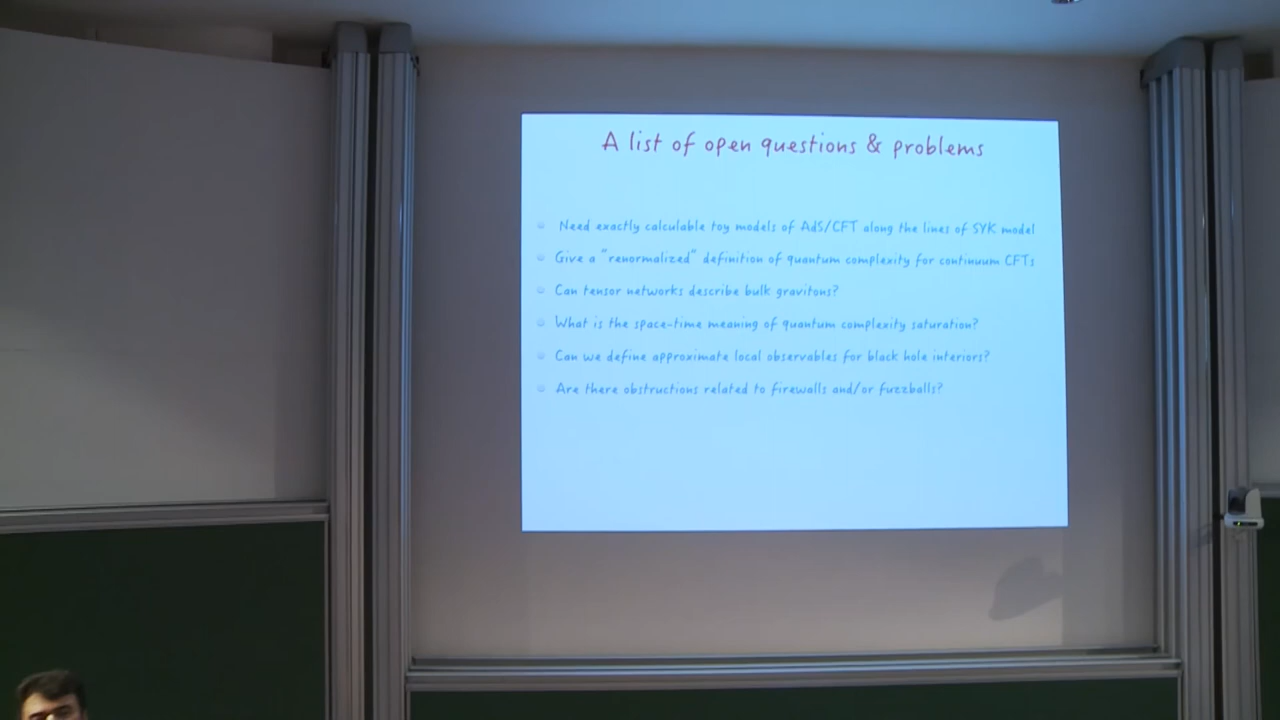 A list of open questions & problems
Need exactly calculable toy models of AdS/CFT along the lines of SYK model
Give a "renormalized" definition of quantum complexity for continuum CFTs
Can tensor networks describe bulk gravitons?
What is the space-time meaning of quantum complexity saturation?
Can we define approximate local observables for black hole interiors?
Are there obstructions related to firewalls and/or fuzzballs?